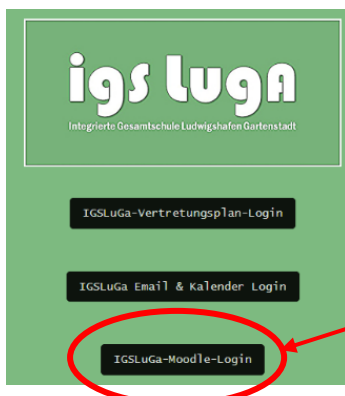 igs LugA
Integrierte Gesamtschule Ludwigshafen Gartenstadt
IGSLuGa-Vertretungsplan-Login
IGSLuGa Email & Kalender Login
IGSLuGa-Moodle-Login